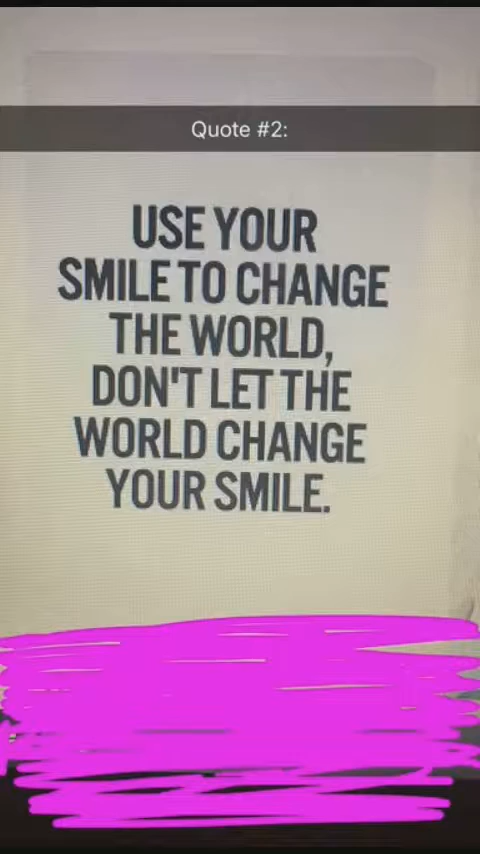 Quote #2:
USE YOUR
SMILE TO CHANGE
THE WORLD,
DON'T LET THE
WORLD CHANGE
YOUR SMILE.